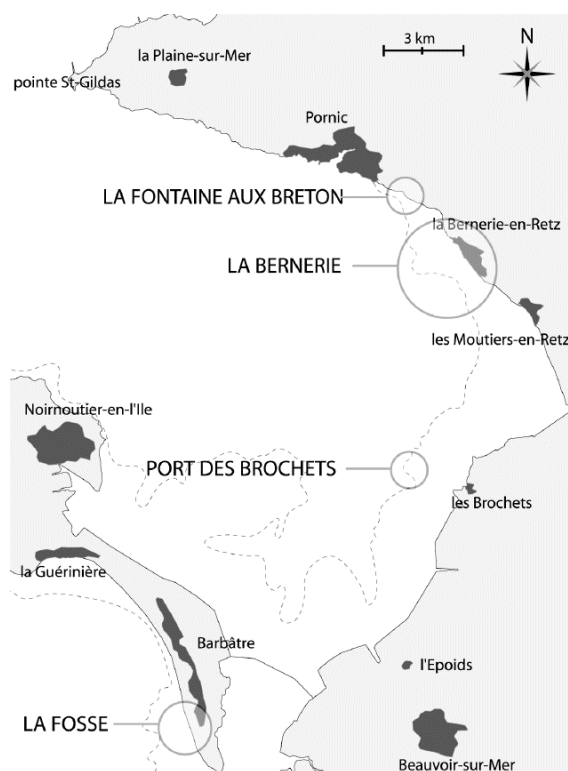 3 km
N
la Plaine-sur-Mer
pointe St-Gildas
Pornic
LA FONTAINE AUX BRETON
la Bernerie-en-Retz
LA BERNERIE
les Moutiers-en-Retz
Noirnoutier-en-l'Ile
PORT DES BROCHETS
les Brochets
la Guérinière
Barbâtre
l'Epoids
LA FOSSE
Beauvoir-sur-Mer